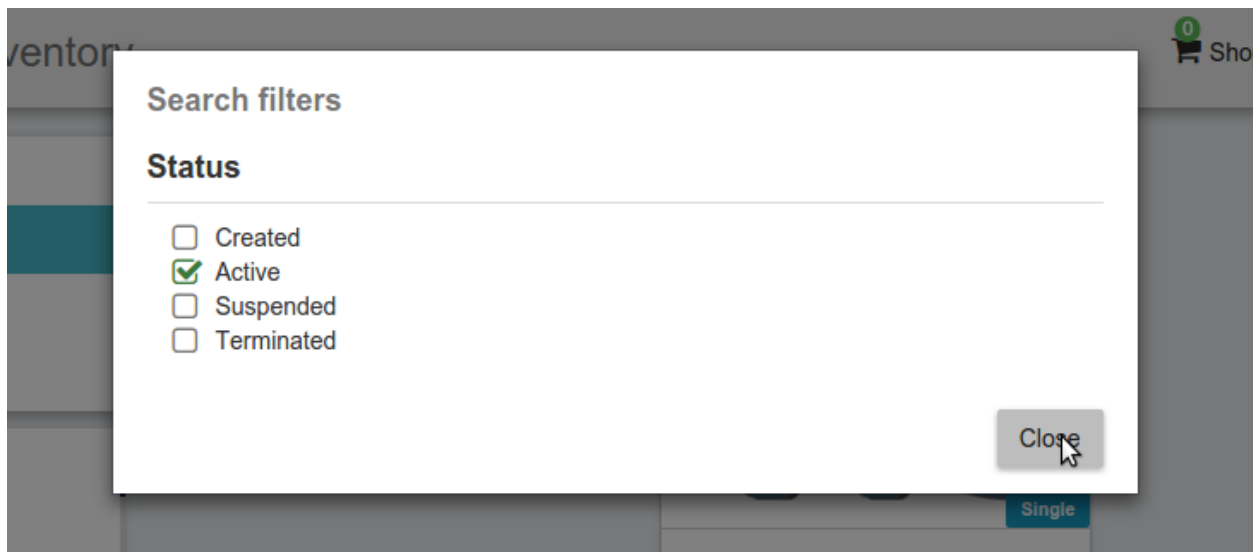 ventory
0
Sho
Search filters
Status
Created
Active
Suspended
Terminated
Close
Single